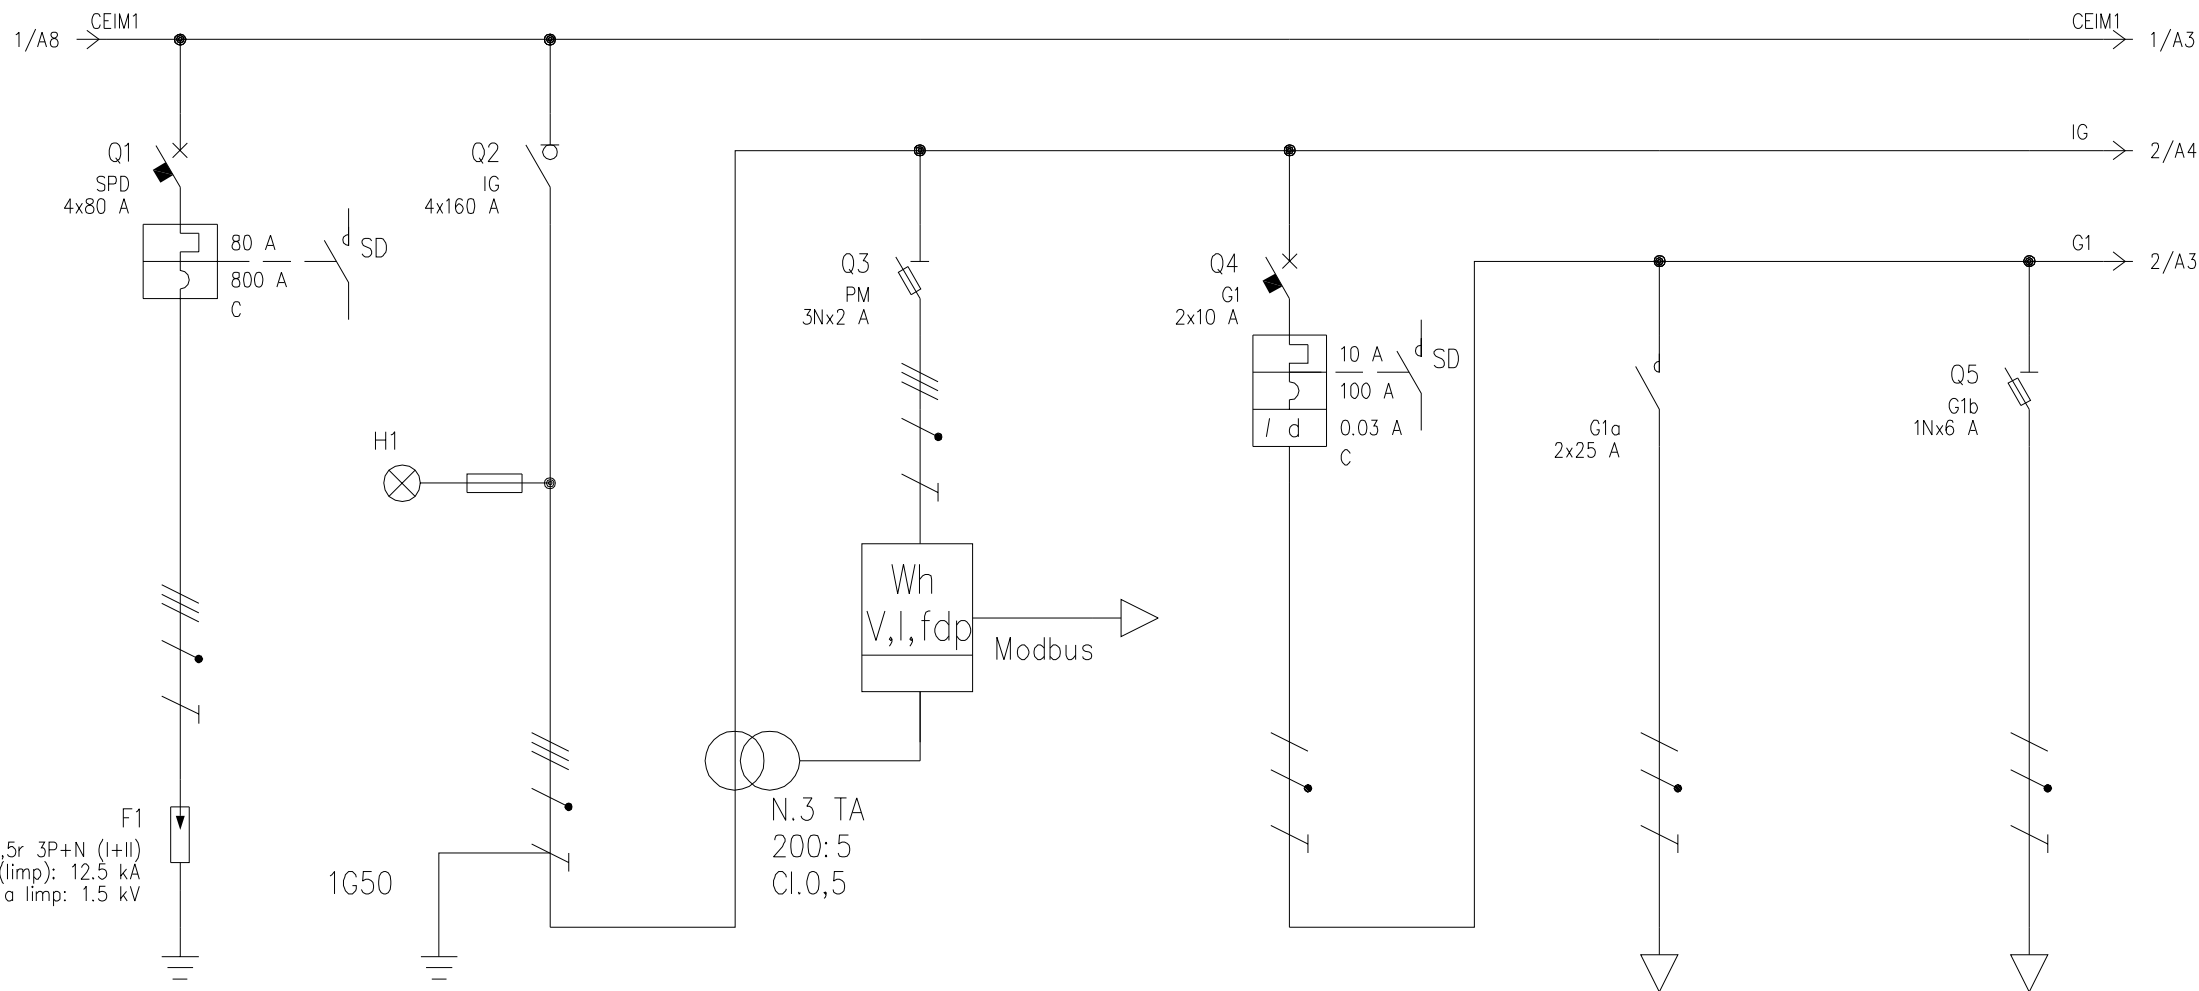 CEIM1
1/A8
CEIM1
1/A3
IG
2/A4
G1
2/A3
Q1
SPD
4x80 A
80 A
800 A
C
SD
Q2
IG
4x160 A
H1
Q3
PM
3Nx2 A
Wh
V,I,fdp
Modbus
N.3 TA
200:5
Cl.0,5
Q4
G1
2x10 A
10 A
100 A
I d
0.03 A
C
SD
G1a
2x25 A
Q5
G1b
1Nx6 A
F1
,5r 3P+N (I+II)
(limp): 12.5 kA
a limp: 1.5 kV
1G50